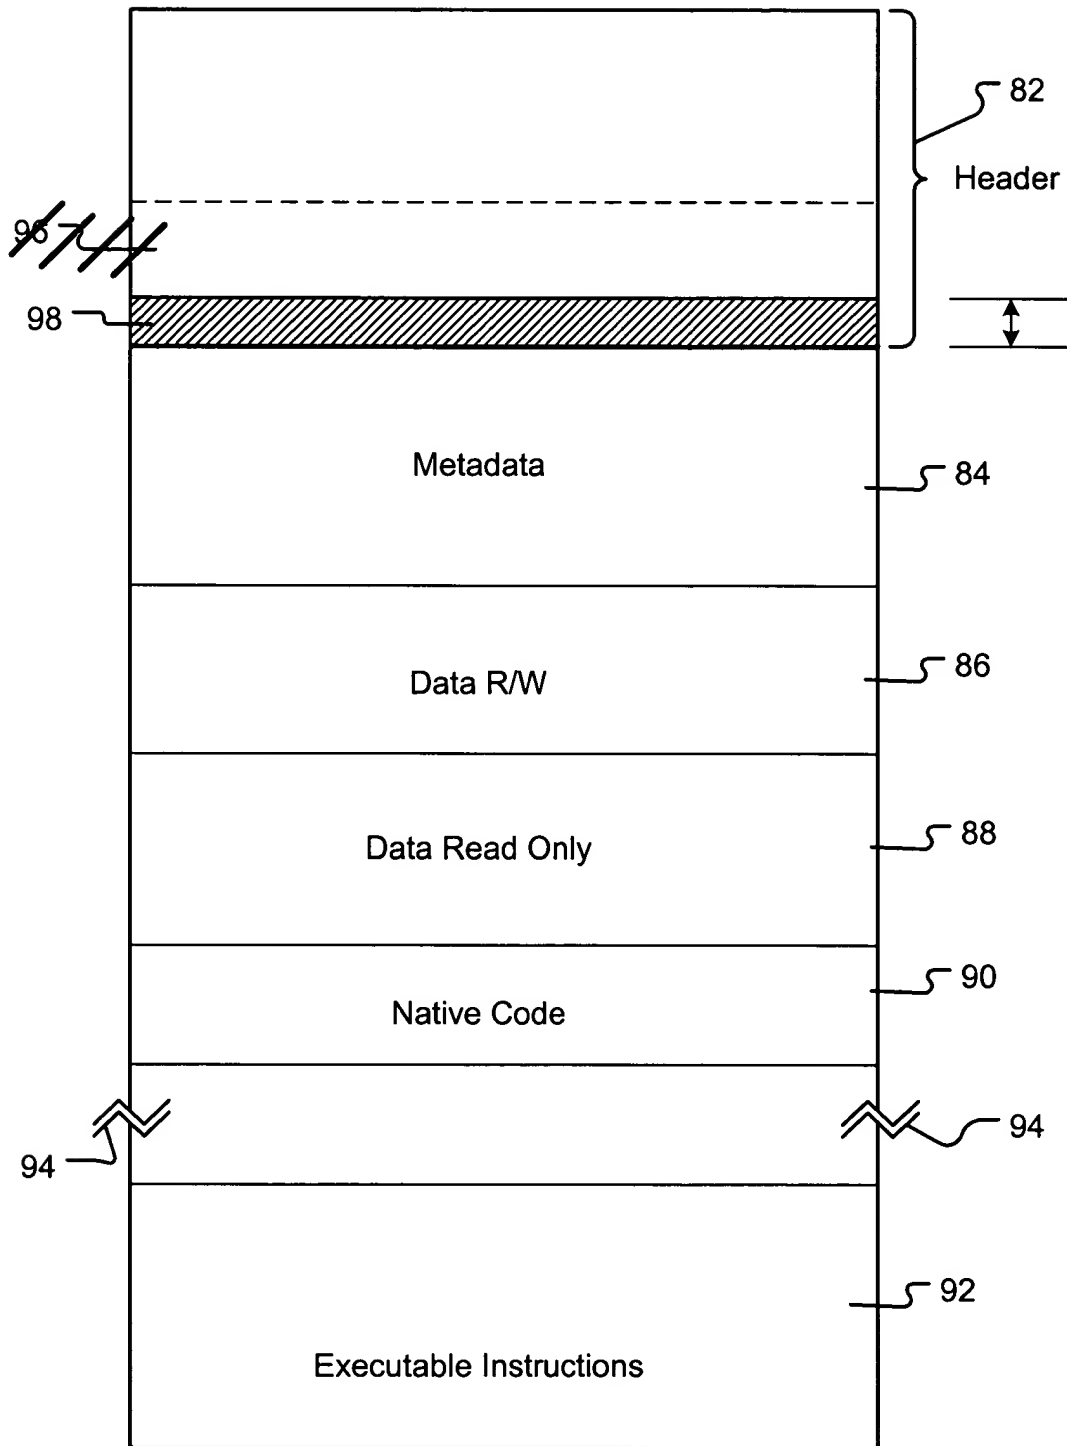 82
Header
96
98
Metadata
84
Data R/W
86
Data Read Only
88
Native Code
90
94
94
92
Executable Instructions